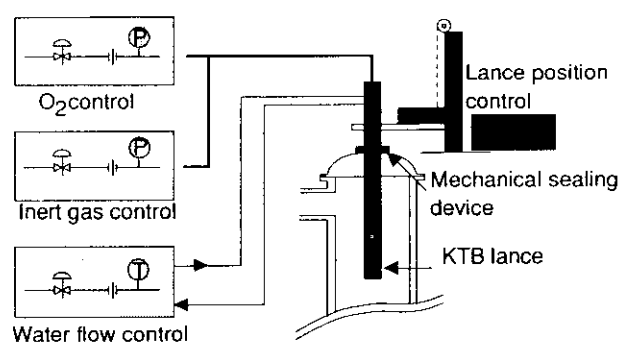 P
O2control
P
Inert gas control
T
Water flow control
Lance position
control
Mechanical sealing
device
KTB lance